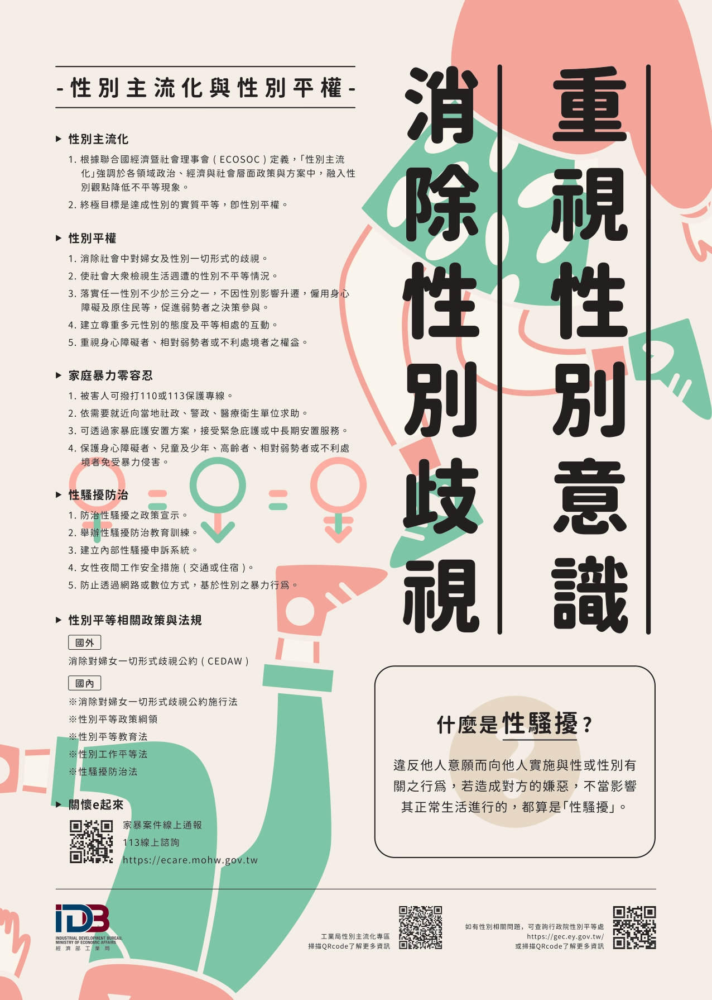 重視性別意識
消除性別歧視
-性別主流化與性別平權-
▶ 性別主流化
1. 根據聯合國經濟暨社會理事會 ( ECOSOC ) 定義，「性別主流
化」強調於各領域政治、經濟與社會層面政策與方案中，融入性
別觀點降低不平等現象。
2. 終極目標是達成性別的實質平等，卽性別平權。
▶ 性別平權
1. 消除社會中對婦女及性別一切形式的歧視。
2. 使社會大衆檢視生活週遭的性別不平等情況。
3. 落實任一性別不少於三分之一，不因性別影響升遷，僱用身心
障礙及原住民等，促進弱勢者之決策參與。
4. 建立尊重多元性別的態度及平等相處的互動。
5. 重視身心障礙者、相對弱勢者或不利處境者之權益。
▶ 家庭暴力零容忍
1. 被害人可撥打110或113保護專線。
2. 依需要就近向當地社政、警政、醫療衛生單位求助。
3. 可透過家暴庇護安置方案，接受緊急庇護或中長期安置服務。
4. 保護身心障礙者、兒童及少年、高齡者、相對弱勢者或不利處
境者免受暴力侵害。
▶ 性騷擾防治
1. 防治性騷擾之政策宣示。
2. 舉辦性騷擾防治教育訓練。
3. 建立內部性騷擾申訴系統。
4. 女性夜間工作安全措施 ( 交通或住宿 )。
5. 防止透過網路或數位方式，基於性別之暴力行爲。
▶ 性別平等相關政策與法規
國外
消除對婦女一切形式歧視公約 ( CEDAW )
國內
※消除對婦女一切形式歧視公約施行法
※性別平等政策綱領
※性別平等教育法
※性別工作平等法
※性騷擾防治法
▶ 關懷e起來
家暴案件線上通報
113線上諮詢
https://ecare.mohw.gov.tw
什麼是性騷擾?
違反他人意願而向他人實施與性或性別有
關之行爲，若造成對方的嫌惡，不當影響
其正常生活進行的，都算是「性騷擾」。
IDB
INDUSTRIAL DEVELOPMENT BUREAU,
MINISTRY OF ECONOMIC AFFAIRS
經濟部工業局
工業局性別主流化專區
掃描QRcode了解更多資訊
如有性別相關問題，可查詢行政院性別平等處
https://gec.ey.gov.tw/
或掃描QRcode了解更多資訊